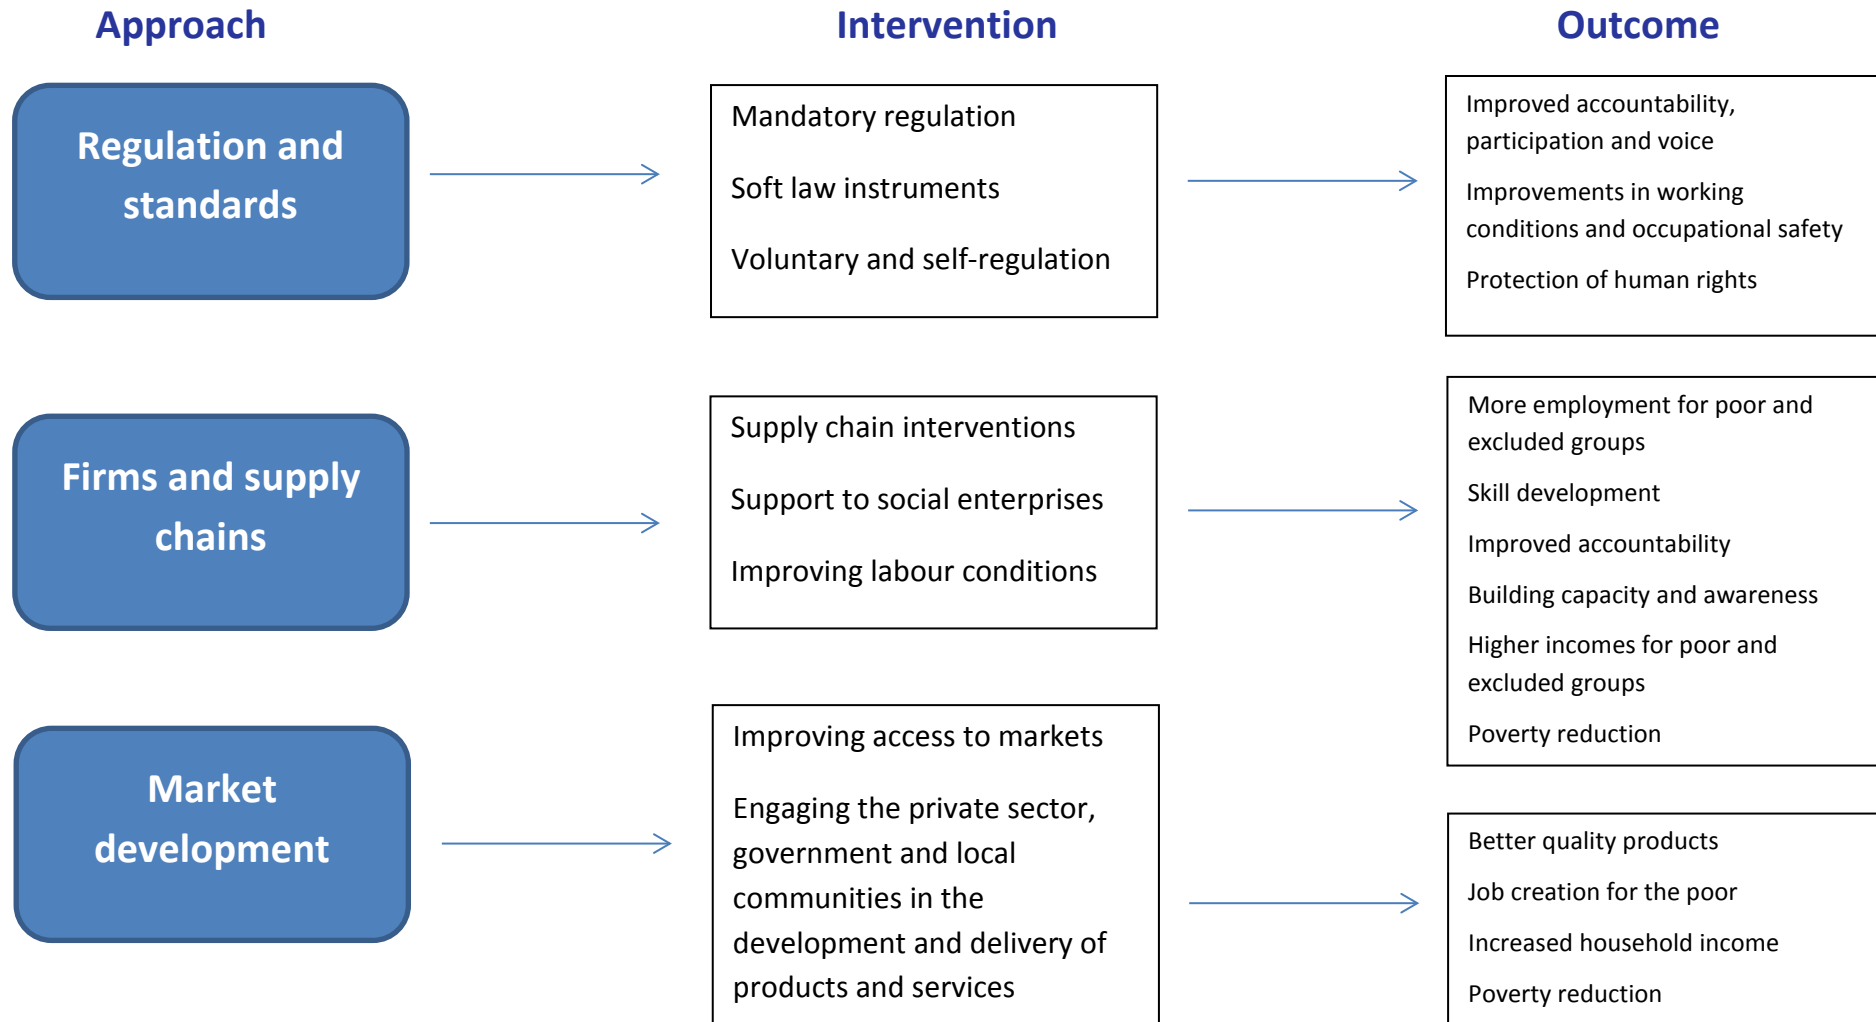 Approach
Intervention
Outcome
Regulation and
standards
Mandatory regulation
Soft law instruments
Voluntary and self-regulation
Improved accountability,
participation and voice
Improvements in working
conditions and occupational safety
Protection of human rights
Firms and supply
chains
Supply chain interventions
Support to social enterprises
Improving labour conditions
More employment for poor and
excluded groups
Skill development
Improved accountability
Building capacity and awareness
Higher incomes for poor and
excluded groups
Poverty reduction
Market
development
Improving access to markets
Engaging the private sector,
government and local
communities in the
development and delivery of
products and services
Better quality products
Job creation for the poor
Increased household income
Poverty reduction